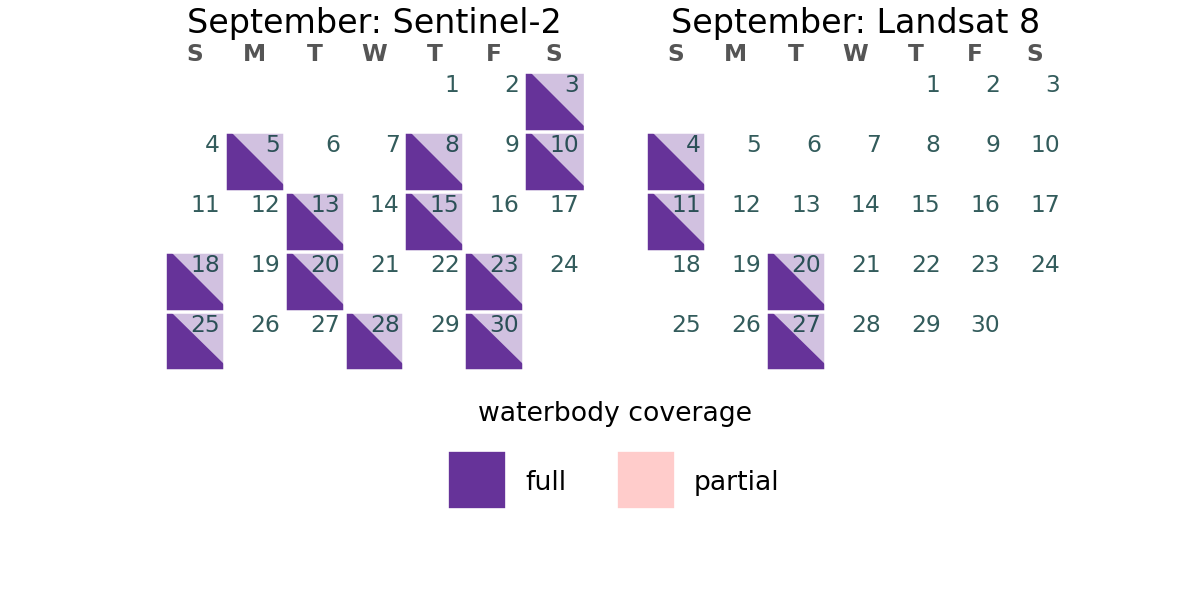 September: Sentinel-2
S M T W T F S
1 2 3
4 5 6 7 8 9 10
11 12 13 14 15 16 17
18 19 20 21 22 23 24
25 26 27 28 29 30
September: Landsat 8
S M T W T F S
1 2 3
4 5 6 7 8 9 10
11 12 13 14 15 16 17
18 19 20 21 22 23 24
25 26 27 28 29 30
waterbody coverage
full partial